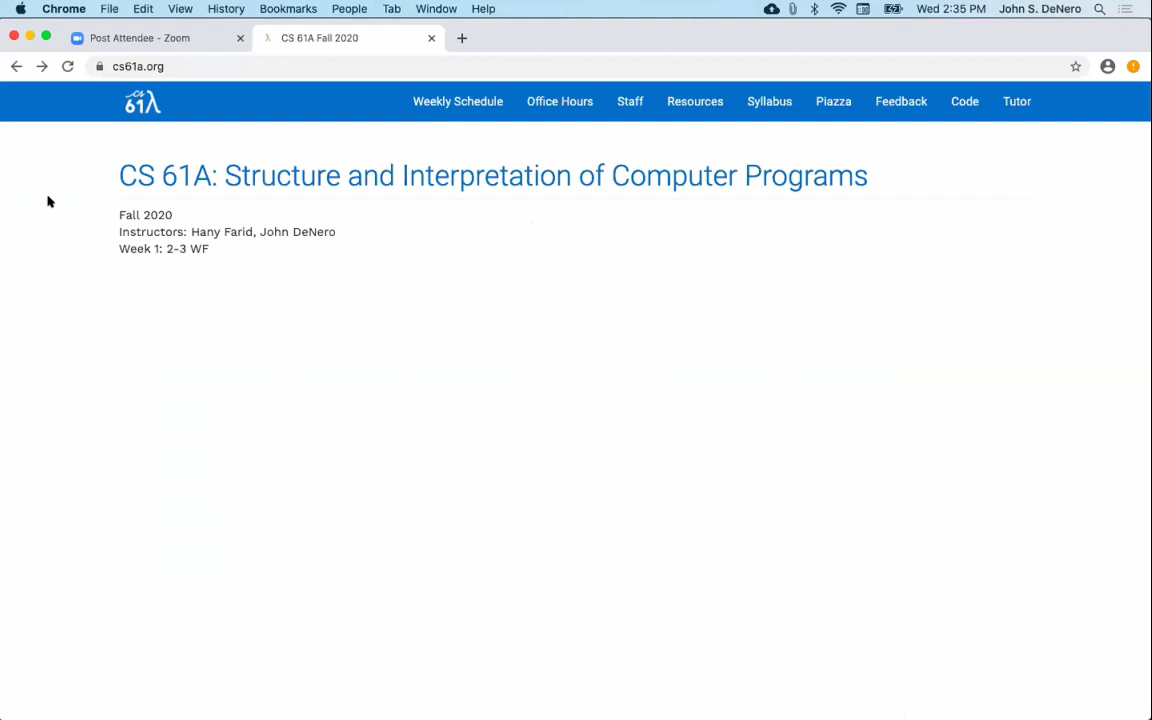 Chrome File Edit View History Bookmarks People Tab Window Help Wed 2:35 PM John S. DeNero
Post Attendee - Zoom CS 61A Fall 2020
cs61a.org
CS 61A Weekly Schedule Office Hours Staff Resources Syllabus Piazza Feedback Code Tutor
CS 61A: Structure and Interpretation of Computer Programs
Fall 2020
Instructors: Hany Farid, John DeNero
Week 1: 2-3 WF